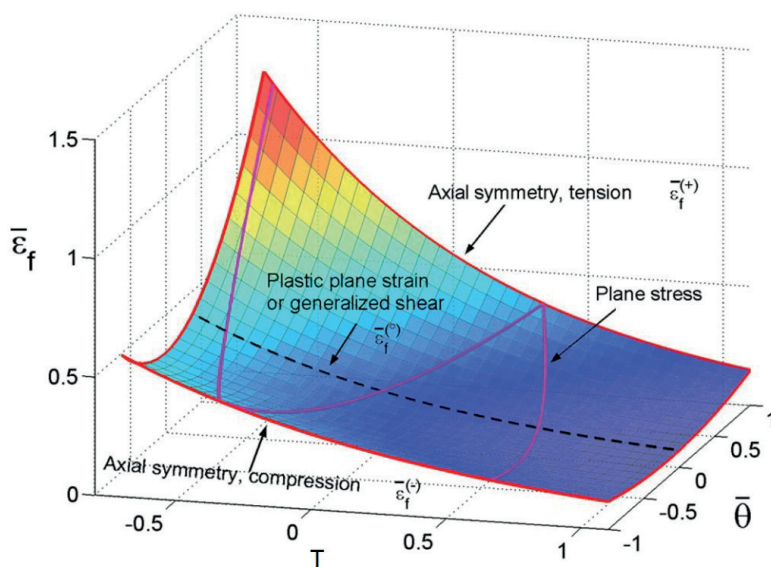 1.5
1
0.5
0
ε̅f
Axial symmetry, tension ε̅f(+)
Plastic plane strain
or generalized shear
ε̅f(°)
Plane stress
Axial symmetry, compression ε̅f(-)
-0.5
0
0.5
1
T
-1
-0.5
0
0.5
1
θ̅